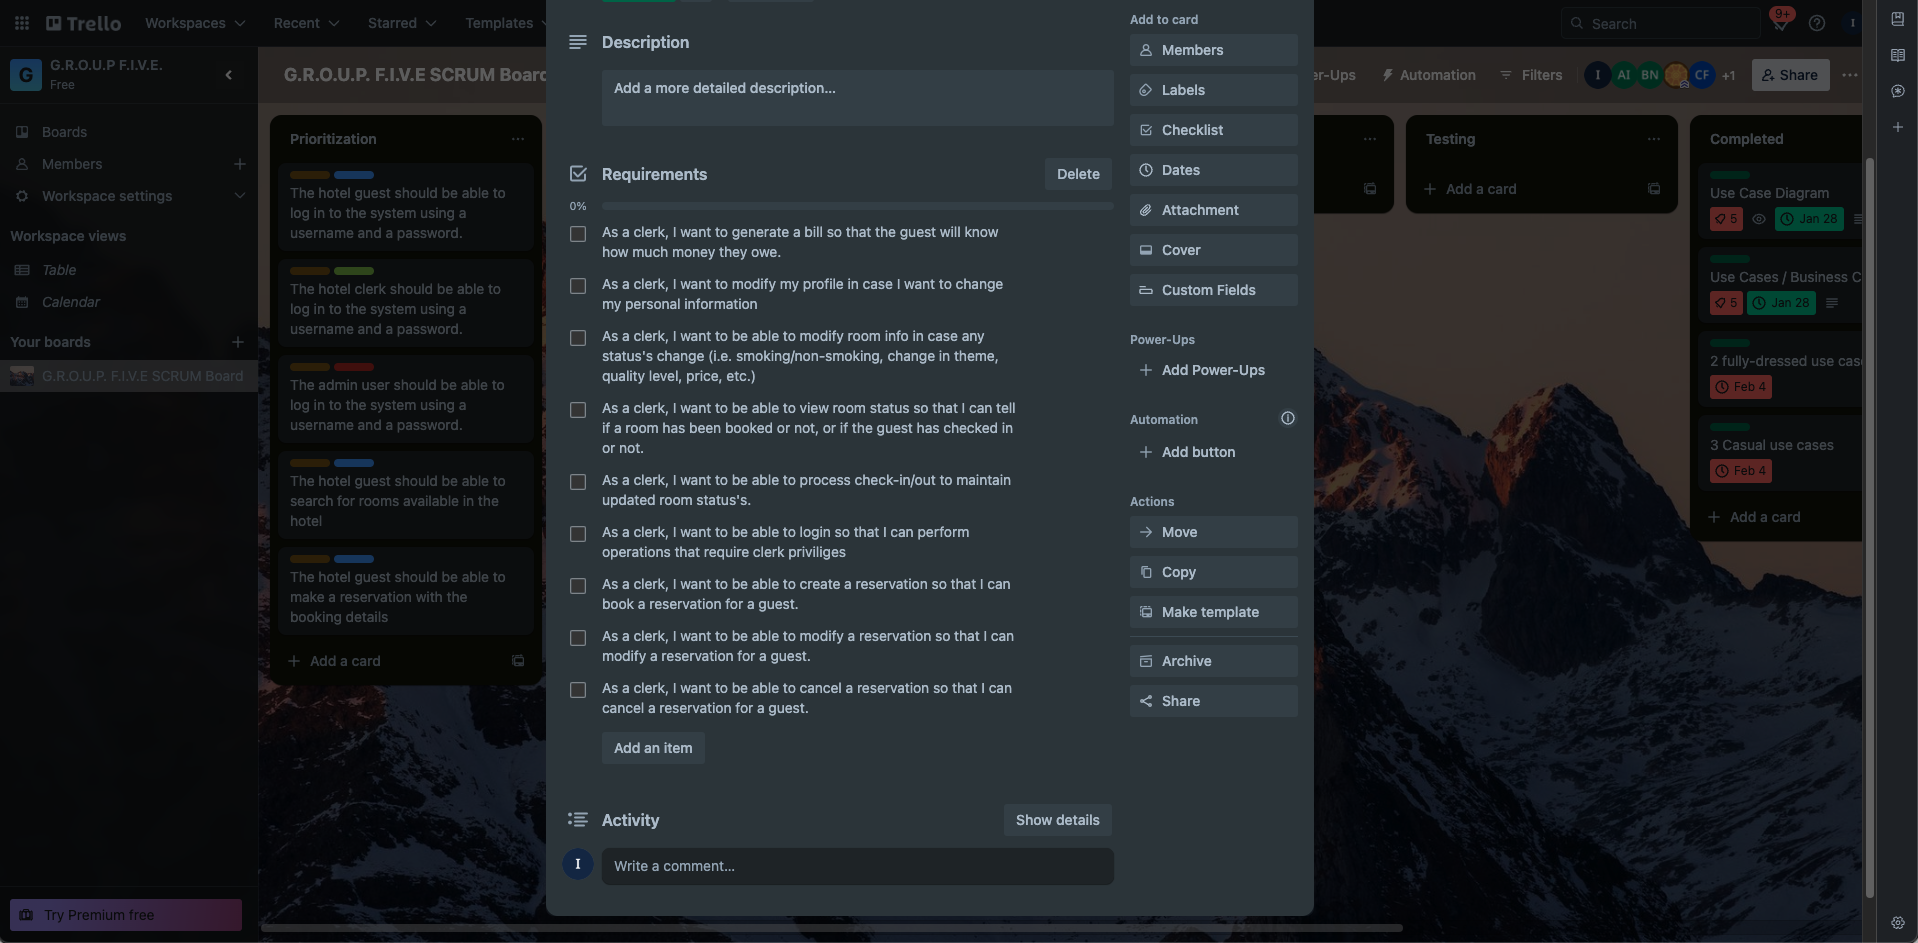 Trello
Workspaces
Recent
Starred
Templates
Search
9+
I
G
G.R.O.U.P F.I.V.E.
Free
Boards
Members
Workspace settings
Workspace views
Table
Calendar
Your boards
G.R.O.U.P. F.I.V.E SCRUM Board
Try Premium free
G.R.O.U.P. F.I.V.E SCRUM Board
er-Ups
Automation
Filters
I
AI
BN
CF
+1
Share
Prioritization
The hotel guest should be able to
log in to the system using a
username and a password.
The hotel clerk should be able to
log in to the system using a
username and a password.
The admin user should be able to
log in to the system using a
username and a password.
The hotel guest should be able to
search for rooms available in the
hotel
The hotel guest should be able to
make a reservation with the
booking details
Add a card
Description
Add a more detailed description...
Requirements
Delete
0%
As a clerk, I want to generate a bill so that the guest will know
how much money they owe.
As a clerk, I want to modify my profile in case I want to change
my personal information
As a clerk, I want to be able to modify room info in case any
status's change (i.e. smoking/non-smoking, change in theme,
quality level, price, etc.)
As a clerk, I want to be able to view room status so that I can tell
if a room has been booked or not, or if the guest has checked in
or not.
As a clerk, I want to be able to process check-in/out to maintain
updated room status's.
As a clerk, I want to be able to login so that I can perform
operations that require clerk priviliges
As a clerk, I want to be able to create a reservation so that I can
book a reservation for a guest.
As a clerk, I want to be able to modify a reservation so that I can
modify a reservation for a guest.
As a clerk, I want to be able to cancel a reservation so that I can
cancel a reservation for a guest.
Add an item
Activity
Show details
I
Write a comment...
Add to card
Members
Labels
Checklist
Dates
Attachment
Cover
Custom Fields
Power-Ups
Add Power-Ups
Automation
Add button
Actions
Move
Copy
Make template
Archive
Share
Testing
Add a card
Completed
Use Case Diagram
5
Jan 28
Use Cases / Business C
5
Jan 28
2 fully-dressed use case
Feb 4
3 Casual use cases
Feb 4
Add a card